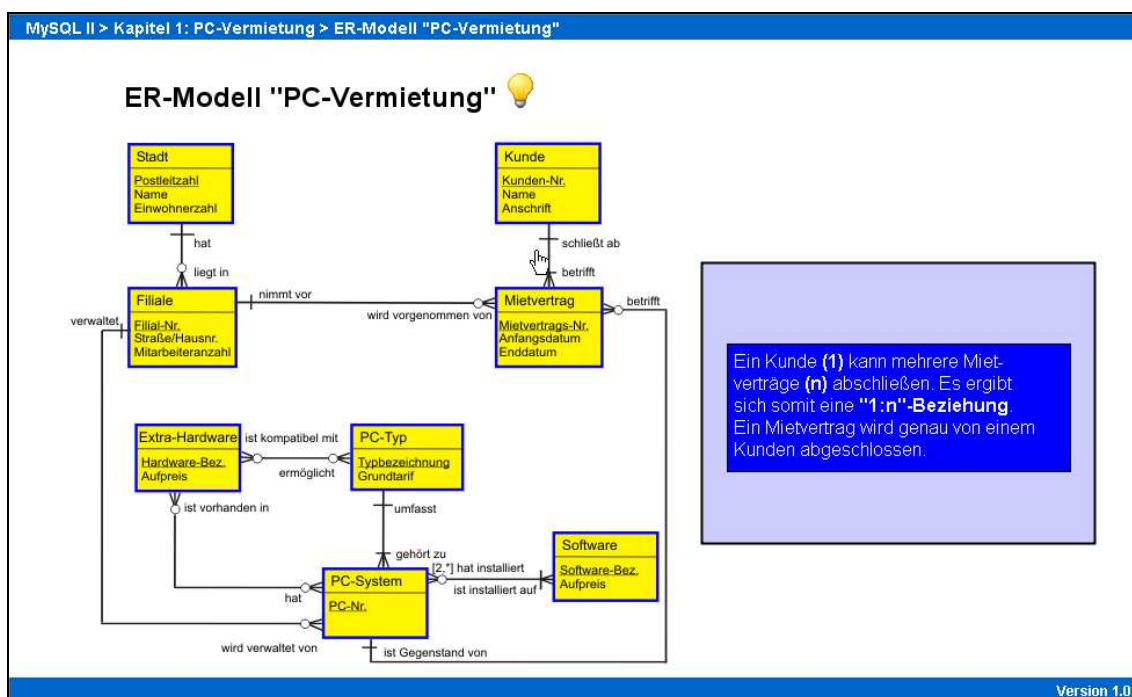 MySQL II > Kapitel 1: PC-Vermietung > ER-Modell "PC-Vermietung"
ER-Modell "PC-Vermietung"
Stadt
Postleitzahl
Name
Einwohnerzahl
Kunde
Kunden-Nr.
Name
Anschrift
hat
liegt in
schließt ab
betrifft
Filiale
Filial-Nr.
Straße/Hausnr.
Mitarbeiteranzahl
verwaltet
nimmt vor
wird vorgenommen von
Mietvertrag
Mietvertrags-Nr.
Anfangsdatum
Enddatum
betrifft
Ein Kunde (1) kann mehrere Miet-
verträge (n) abschließen. Es ergibt
sich somit eine "1:n"-Beziehung.
Ein Mietvertrag wird genau von einem
Kunden abgeschlossen.
Extra-Hardware
Hardware-Bez.
Aufpreis
ist kompatibel mit
ermöglicht
PC-Typ
Typbezeichnung
Grundtarif
ist vorhanden in
umfasst
gehört zu
[2,*] hat installiert
ist installiert auf
Software
Software-Bez.
Aufpreis
hat
PC-System
PC-Nr.
wird verwaltet von
ist Gegenstand von
Version 1.0